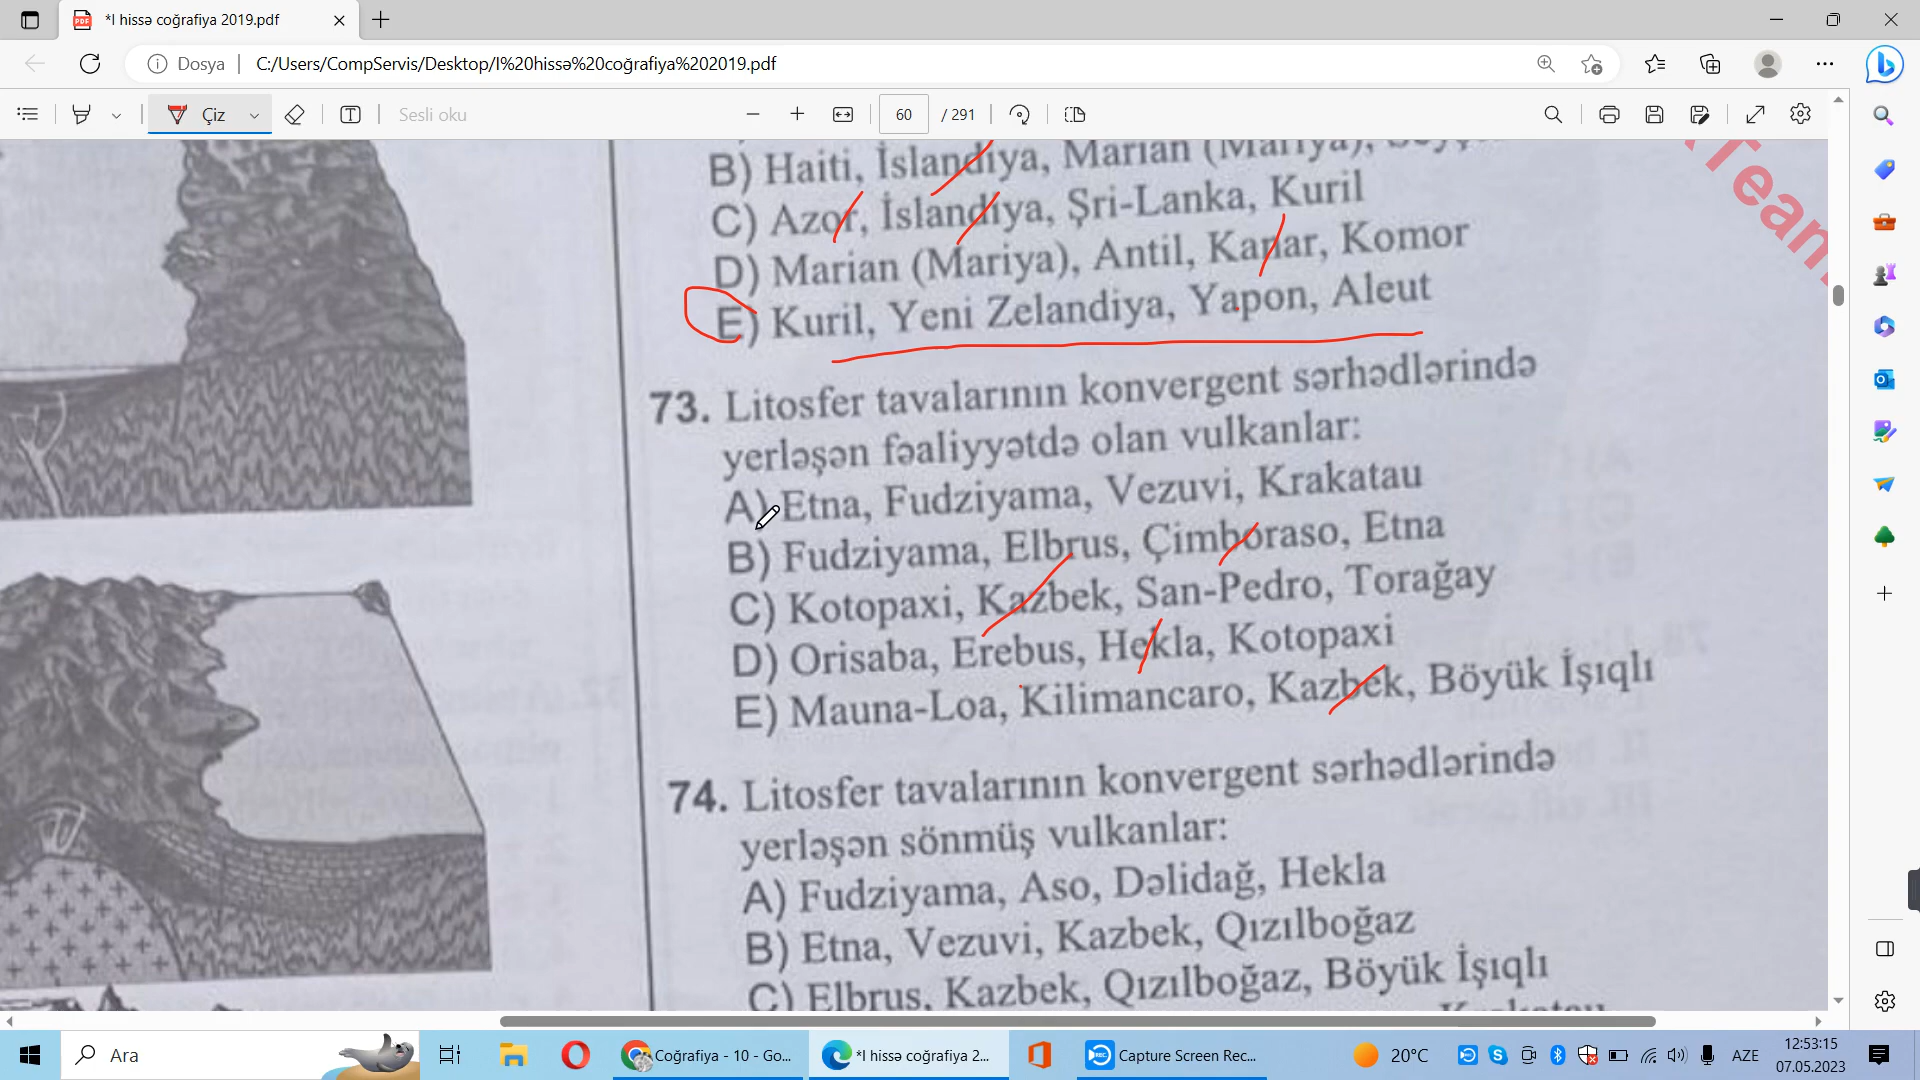 *I hissə coğrafiya 2019.pdf
Dosya
C:/Users/CompServis/Desktop/I%20hissə%20coğrafiya%202019.pdf
Çiz
Sesli oku
60
/ 291
B) Haiti, İslandiya, Marian (Mariya),
C) Azor, İslandiya, Şri-Lanka, Kuril
D) Marian (Mariya), Antil, Kanar, Komor
E) Kuril, Yeni Zelandiya, Yapon, Aleut
Team
73. Litosfer tavalarının konvergent sərhədlərində
yerləşən fəaliyyətdə olan vulkanlar:
A) Etna, Fudziyama, Vezuvi, Krakatau
B) Fudziyama, Elbrus, Çimboraso, Etna
C) Kotopaxi, Kazbek, San-Pedro, Torağay
D) Orisaba, Erebus, Hekla, Kotopaxi
E) Mauna-Loa, Kilimancaro, Kazbek, Böyük İşıqlı
74. Litosfer tavalarının konvergent sərhədlərində
yerləşən sönmüş vulkanlar:
A) Fudziyama, Aso, Dəlidağ, Hekla
B) Etna, Vezuvi, Kazbek, Qızılboğaz
C) Elbrus, Kazbek, Qızılboğaz, Böyük İşıqlı
Ara
Coğrafiya - 10 - Go...
*I hissə coğrafiya 2...
Capture Screen Rec...
20°C
AZE
12:53:15
07.05.2023